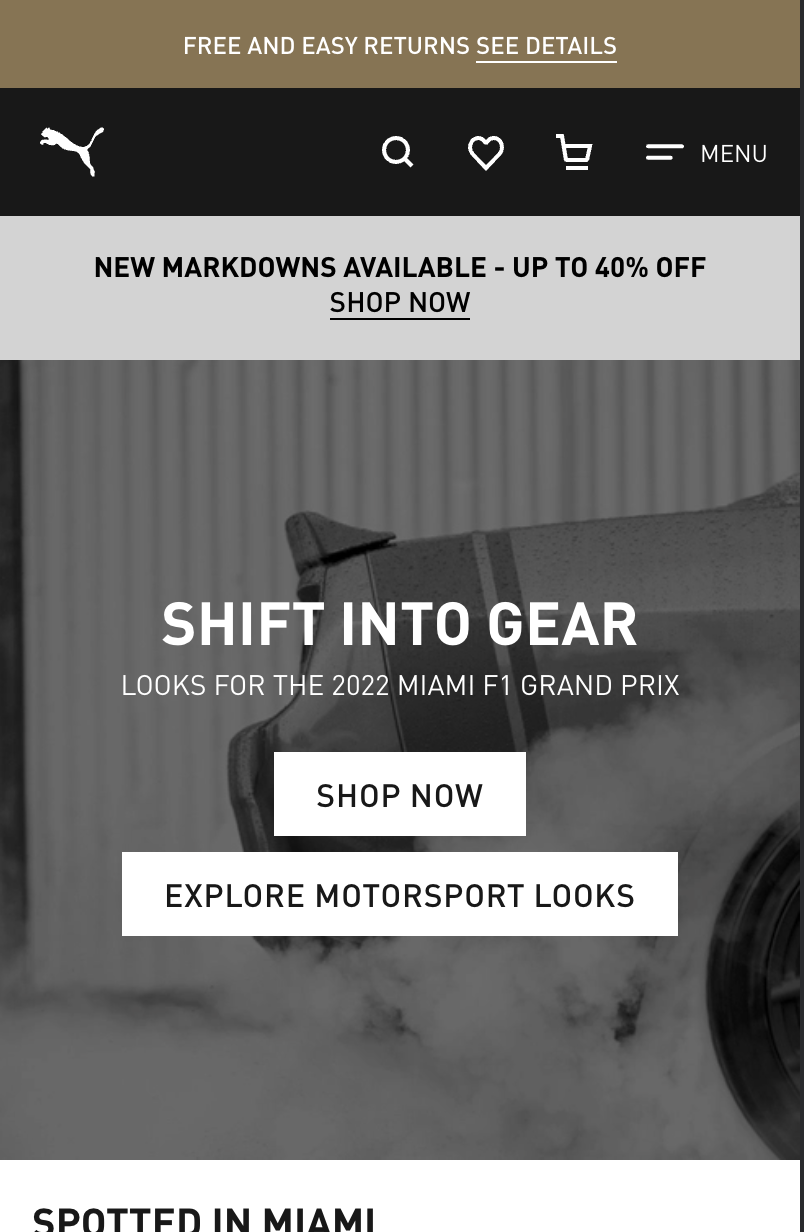 FREE AND EASY RETURNS SEE DETAILS
MENU
NEW MARKDOWNS AVAILABLE - UP TO 40% OFF
SHOP NOW
SHIFT INTO GEAR
LOOKS FOR THE 2022 MIAMI F1 GRAND PRIX
SHOP NOW
EXPLORE MOTORSPORT LOOKS
SPOTTED IN MIAMI